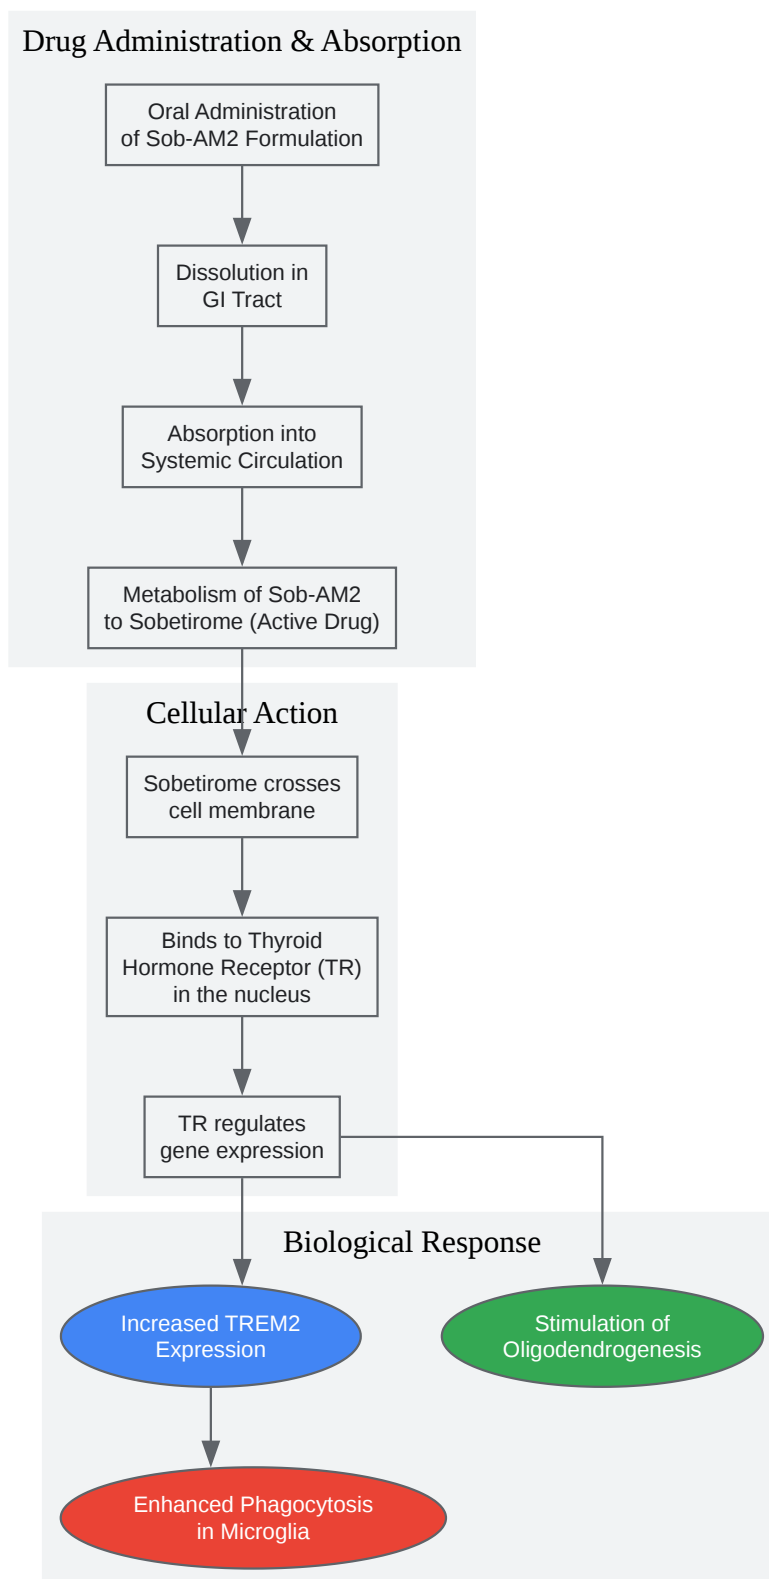 Drug Administration & Absorption
Oral Administration
of Sob-AM2 Formulation
Dissolution in
GI Tract
Absorption into
Systemic Circulation
Metabolism of Sob-AM2
to Sobetirome (Active Drug)
Cellular Action
Sobetirome crosses
cell membrane
Binds to Thyroid
Hormone Receptor (TR)
in the nucleus
TR regulates
gene expression
Biological Response
Increased TREM2
Expression
Stimulation of
Oligodendrogenesis
Enhanced Phagocytosis
in Microglia